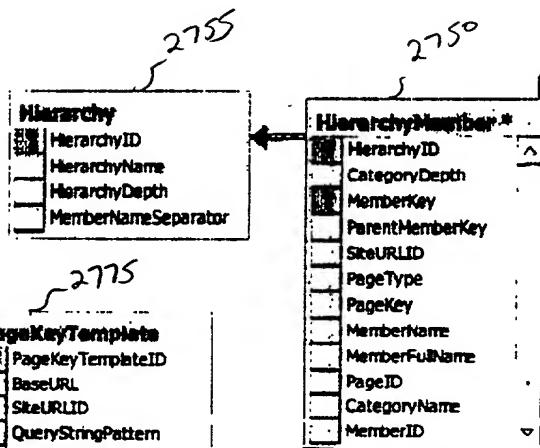 2755
2750
Hierarchy
HierarchyID
HierarchyName
HierarchyDepth
MemberNameSeparator
HierarchyMember *
HierarchyID
CategoryDepth
MemberKey
ParentMemberKey
SiteURLID
PageType
PageKey
MemberName
MemberFullName
PageID
CategoryName
MemberID
2775
ageKeyTemplate
PageKeyTemplateID
BaseURL
SiteURLID
QueryStringPattern